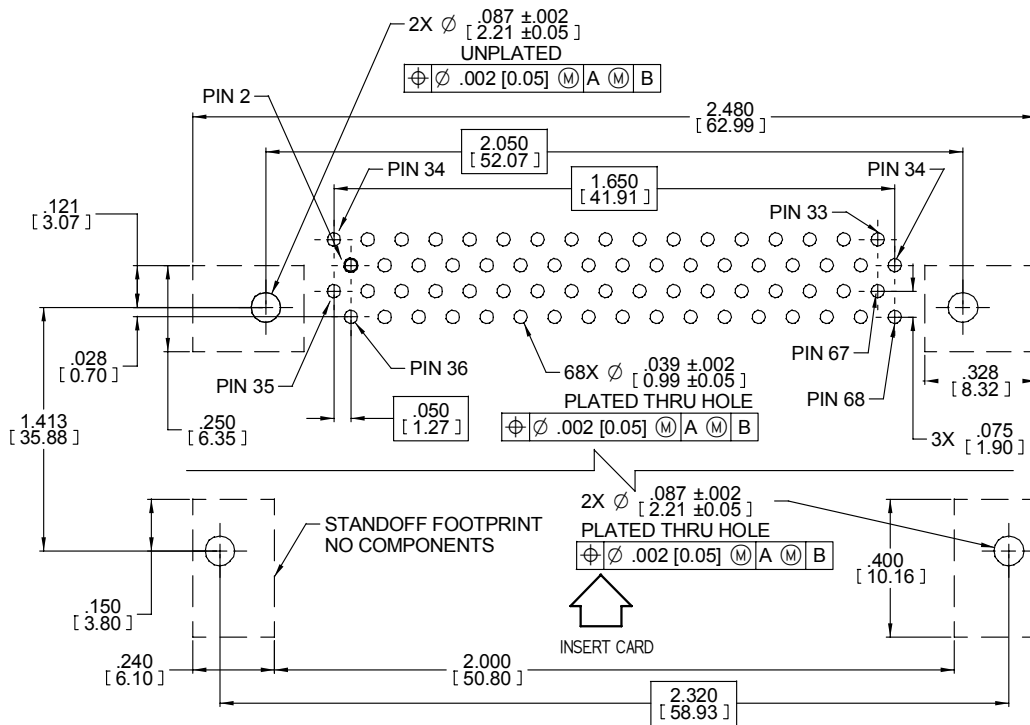 2X ∅ .087 ±.002
[ 2.21 ±0.05 ]
UNPLATED
⌖ ∅ .002 [0.05] Ⓜ A Ⓜ B
PIN 2
2.480
[ 62.99 ]
2.050
[ 52.07 ]
PIN 34
1.650
[ 41.91 ]
PIN 34
PIN 33
.121
[ 3.07 ]
.028
[ 0.70 ]
PIN 35
PIN 36
68X ∅ .039 ±.002
[ 0.99 ±0.05 ]
PLATED THRU HOLE
⌖ ∅ .002 [0.05] Ⓜ A Ⓜ B
PIN 67
PIN 68
.328
[ 8.32 ]
1.413
[ 35.88 ]
.250
[ 6.35 ]
.050
[ 1.27 ]
3X .075
[ 1.90 ]
2X ∅ .087 ±.002
[ 2.21 ±0.05 ]
PLATED THRU HOLE
⌖ ∅ .002 [0.05] Ⓜ A Ⓜ B
STANDOFF FOOTPRINT
NO COMPONENTS
.400
[ 10.16 ]
.150
[ 3.80 ]
INSERT CARD
.240
[ 6.10 ]
2.000
[ 50.80 ]
2.320
[ 58.93 ]